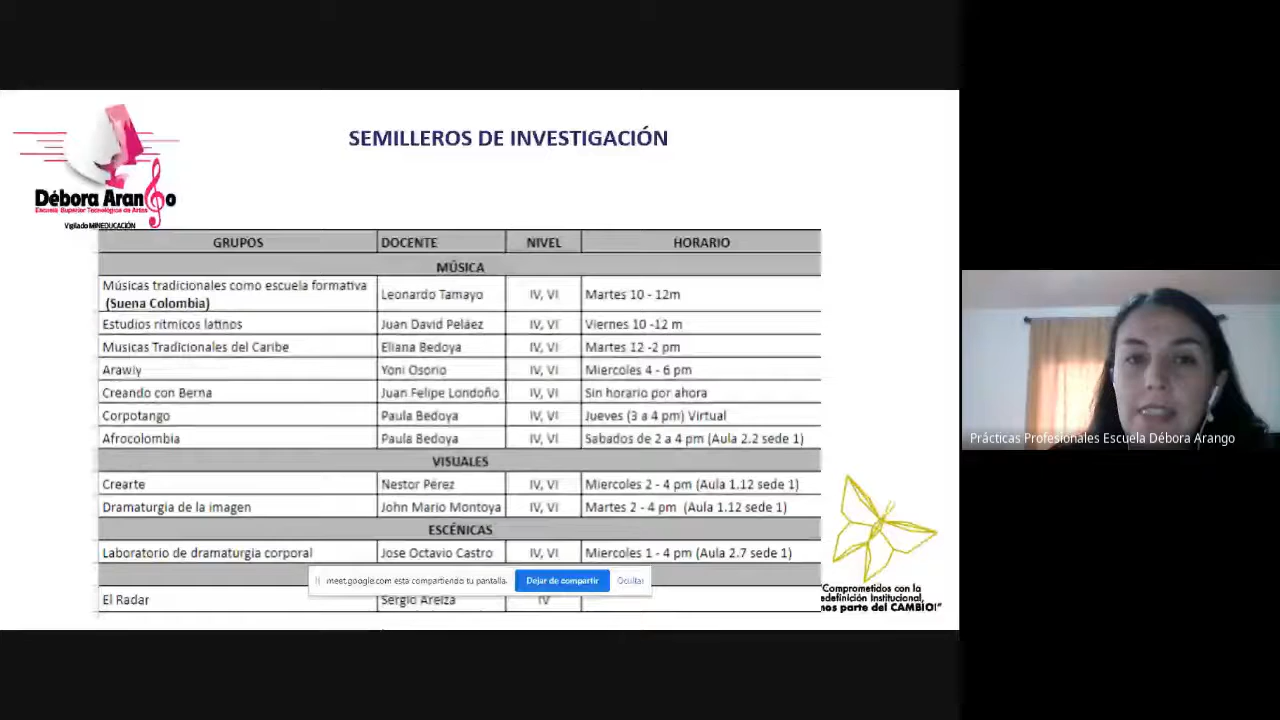 SEMILLEROS DE INVESTIGACIÓN
Débora Arango
Escuela Superior Tecnológica de Artes
Vigilado MINEDUCACIÓN
GRUPOS DOCENTE NIVEL HORARIO
MÚSICA
Músicas tradicionales como escuela formativa
(Suena Colombia) Leonardo Tamayo IV, VI Martes 10 - 12m
Estudios rítmicos latinos Juan David Peláez IV, VI Viernes 10 -12 m
Musicas Tradicionales del Caribe Eliana Bedoya IV, VI Martes 12 -2 pm
Arawiy Yoni Osorio IV, VI Miercoles 4 - 6 pm
Creando con Berna Juan Felipe Londoño IV, VI Sin horario por ahora
Corpotango Paula Bedoya IV, VI Jueves (3 a 4 pm) Virtual
Afrocolombia Paula Bedoya IV, VI Sabados de 2 a 4 pm (Aula 2.2 sede 1)
VISUALES
Crearte Nestor Pérez IV, VI Miercoles 2 - 4 pm (Aula 1.12 sede 1)
Dramaturgia de la imagen John Mario Montoya IV, VI Martes 2 - 4 pm (Aula 1.12 sede 1)
ESCÉNICAS
Laboratorio de dramaturgia corporal Jose Octavio Castro IV, VI Miercoles 1 - 4 pm (Aula 2.7 sede 1)
meet.google.com está compartiendo tu pantalla. Dejar de compartir Ocultar
El Radar Sergio Areiza IV
"Comprometidos con la
edefinición Institucional,
mos parte del CAMBIO!"
Prácticas Profesionales Escuela Débora Arango